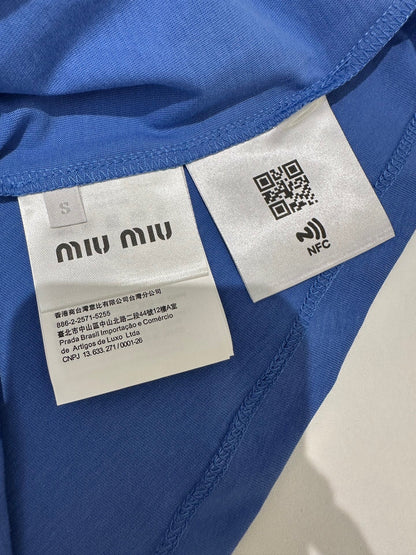 S
miu miu
香港商台灣意比有限公司台灣分公司
886-2-2571-5255
臺北市中山區中山北路二段44號12樓A室
Prada Brasil Importação e Comércio
de Artigos de Luxo Ltda
CNPJ 13.633.271/0001-26
NFC